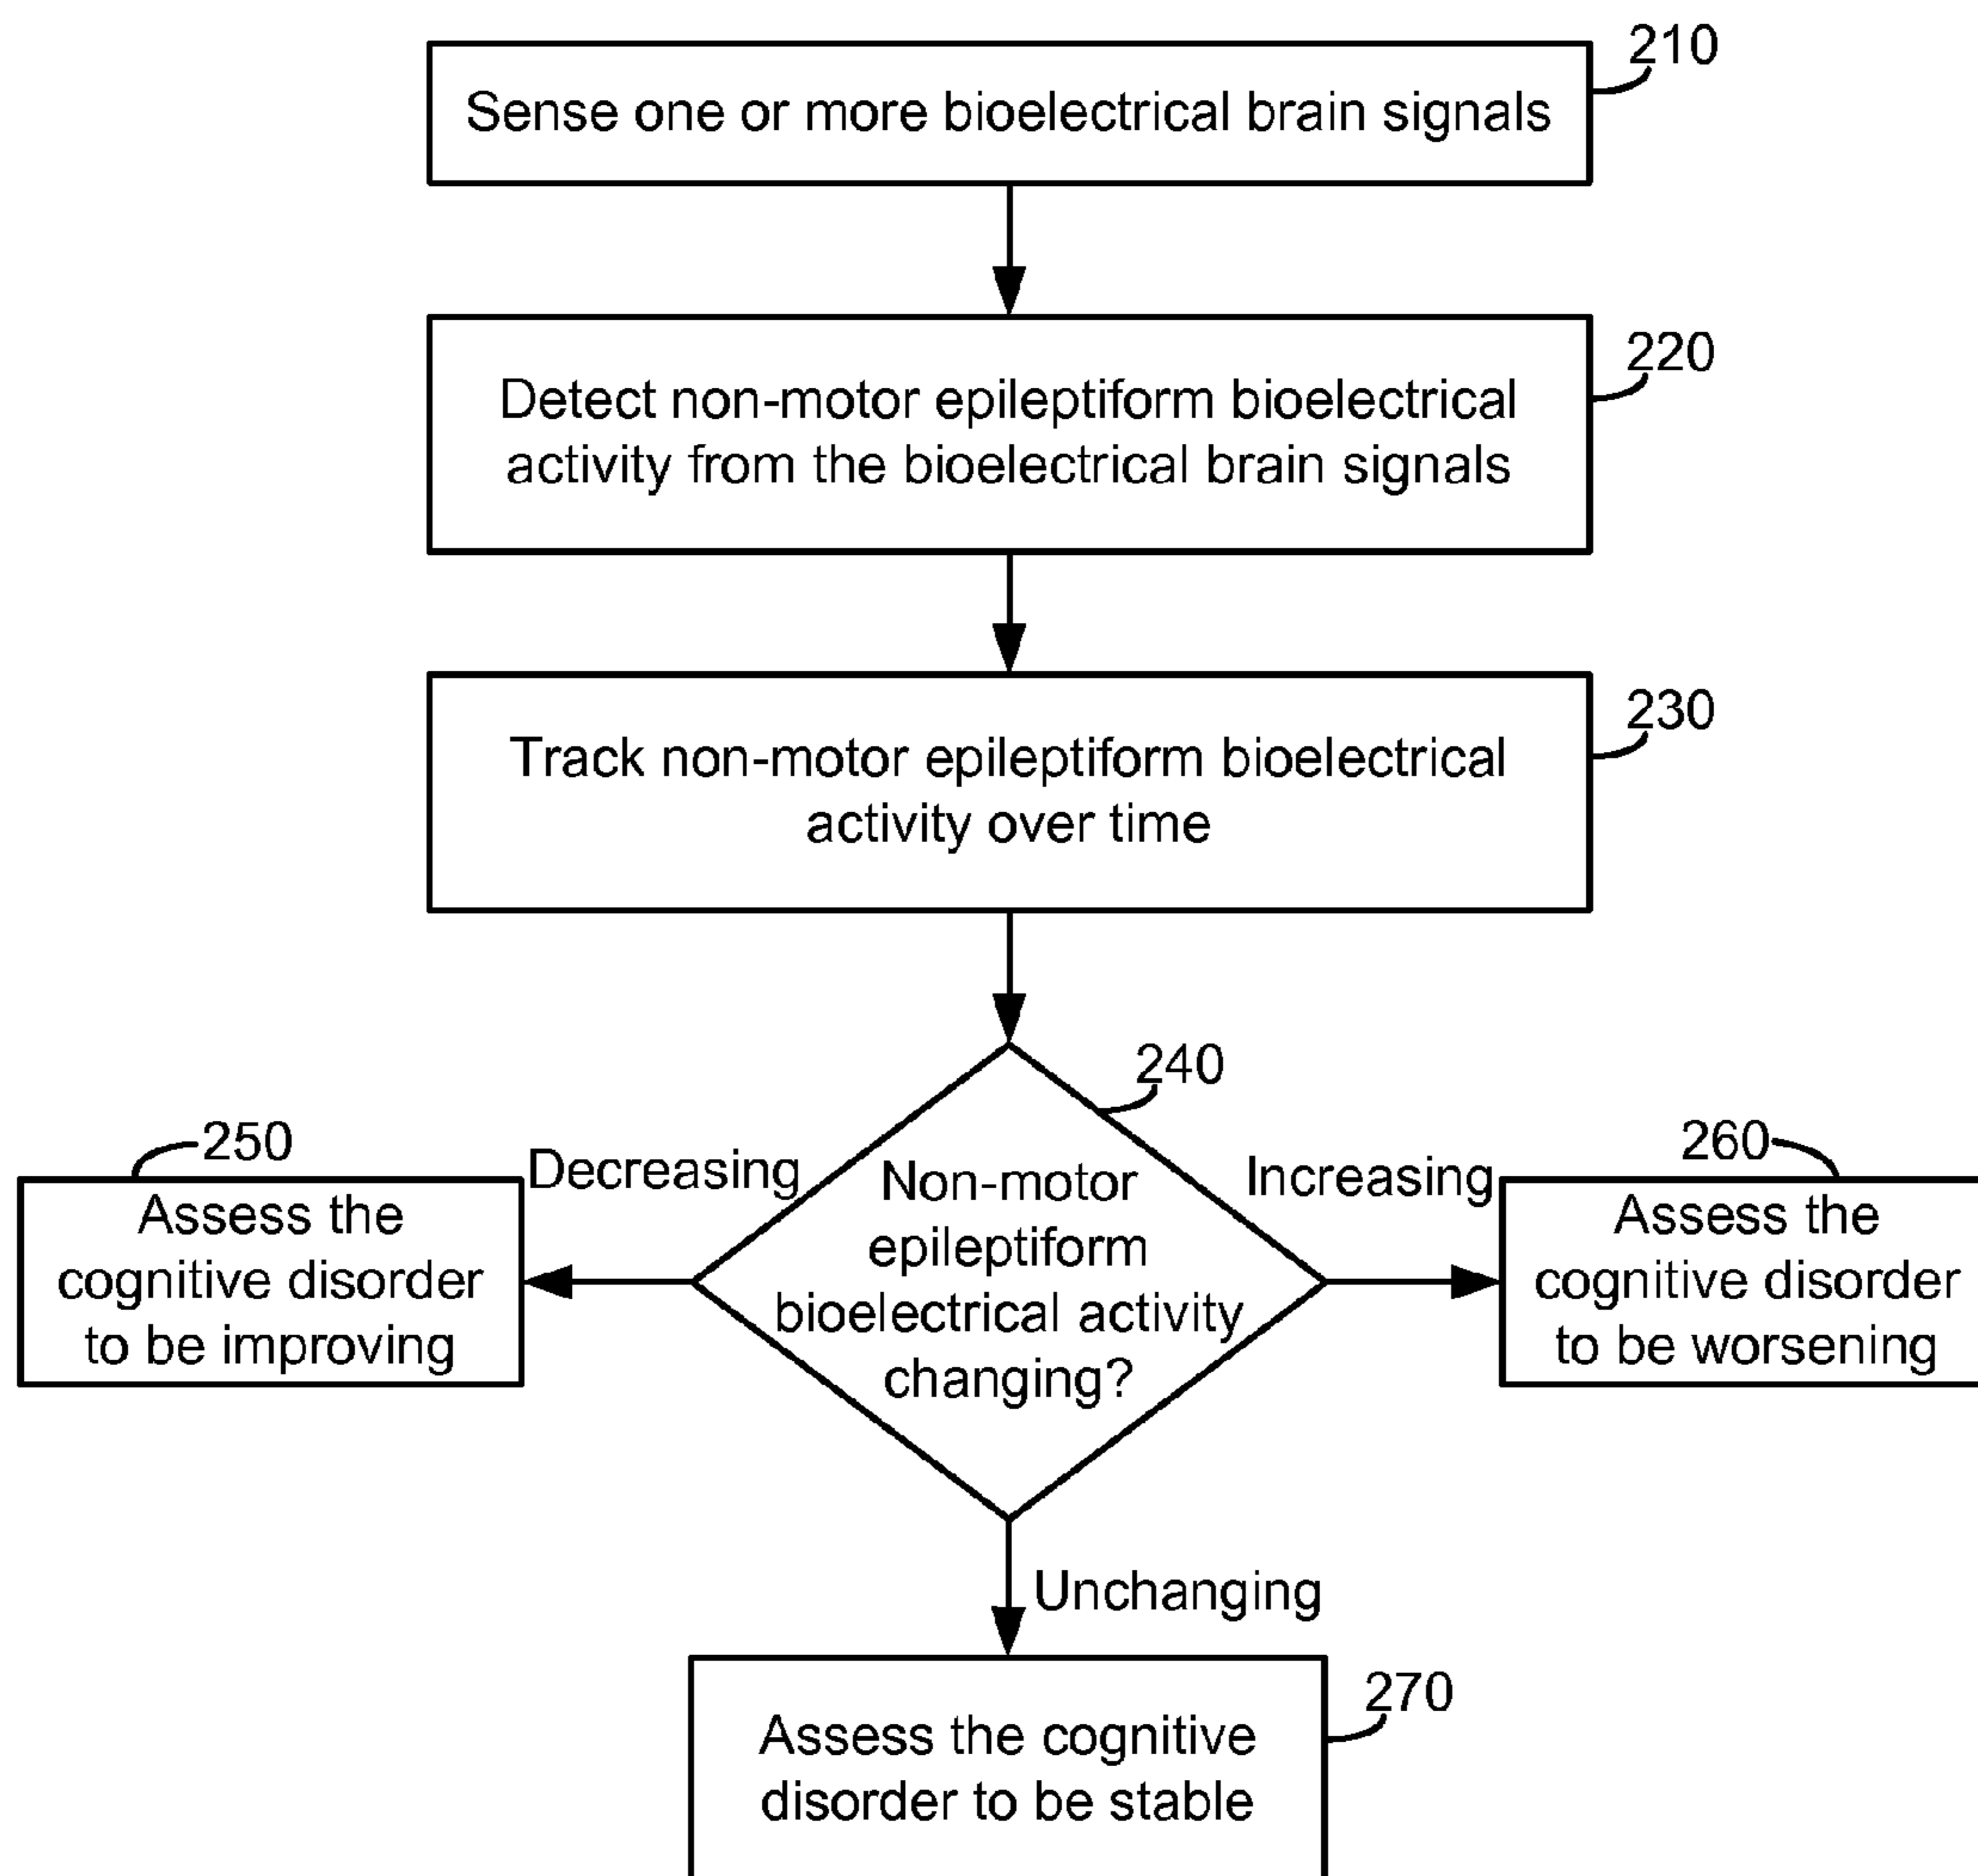 210
Sense one or more bioelectrical brain signals
220
Detect non-motor epileptiform bioelectrical
activity from the bioelectrical brain signals
230
Track non-motor epileptiform bioelectrical
activity over time
240
250
Decreasing
Increasing
260
Assess the
cognitive disorder
to be improving
Non-motor
epileptiform
bioelectrical activity
changing?
Assess the
cognitive disorder
to be worsening
Unchanging
270
Assess the cognitive
disorder to be stable